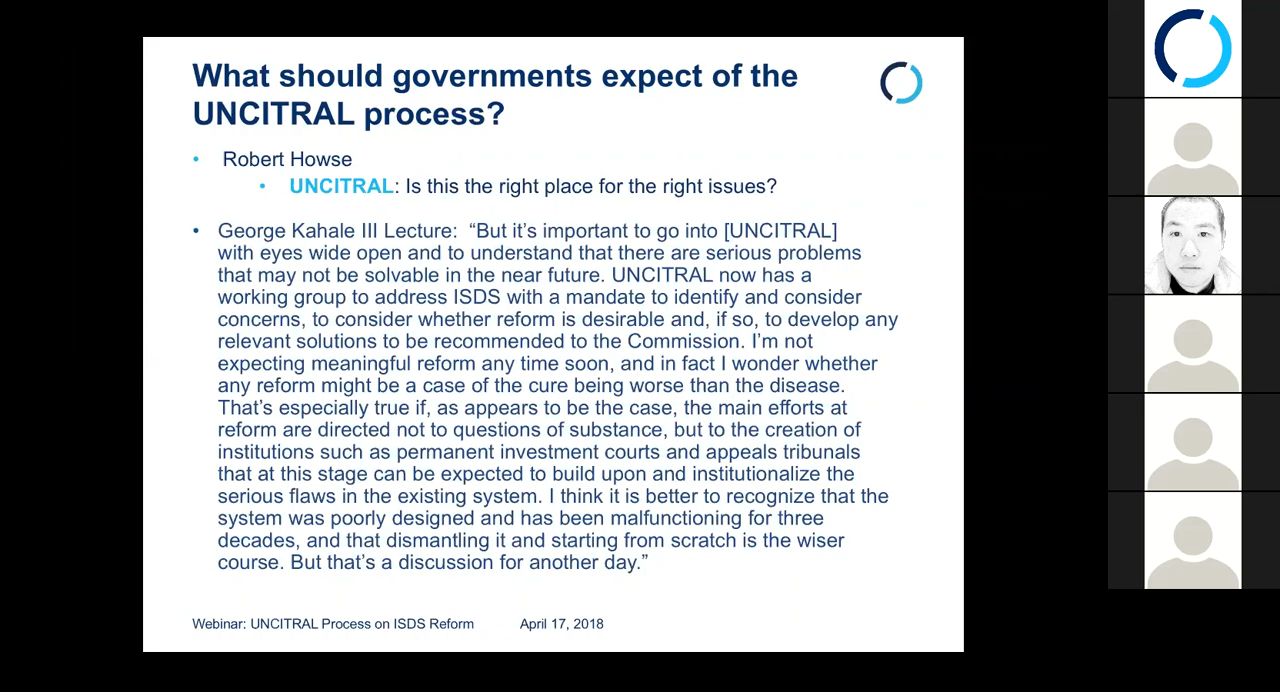 What should governments expect of the
UNCITRAL process?
• Robert Howse
• UNCITRAL: Is this the right place for the right issues?
• George Kahale III Lecture: “But it’s important to go into [UNCITRAL]
with eyes wide open and to understand that there are serious problems
that may not be solvable in the near future. UNCITRAL now has a
working group to address ISDS with a mandate to identify and consider
concerns, to consider whether reform is desirable and, if so, to develop any
relevant solutions to be recommended to the Commission. I’m not
expecting meaningful reform any time soon, and in fact I wonder whether
any reform might be a case of the cure being worse than the disease.
That’s especially true if, as appears to be the case, the main efforts at
reform are directed not to questions of substance, but to the creation of
institutions such as permanent investment courts and appeals tribunals
that at this stage can be expected to build upon and institutionalize the
serious flaws in the existing system. I think it is better to recognize that the
system was poorly designed and has been malfunctioning for three
decades, and that dismantling it and starting from scratch is the wiser
course. But that’s a discussion for another day.”
Webinar: UNCITRAL Process on ISDS Reform April 17, 2018